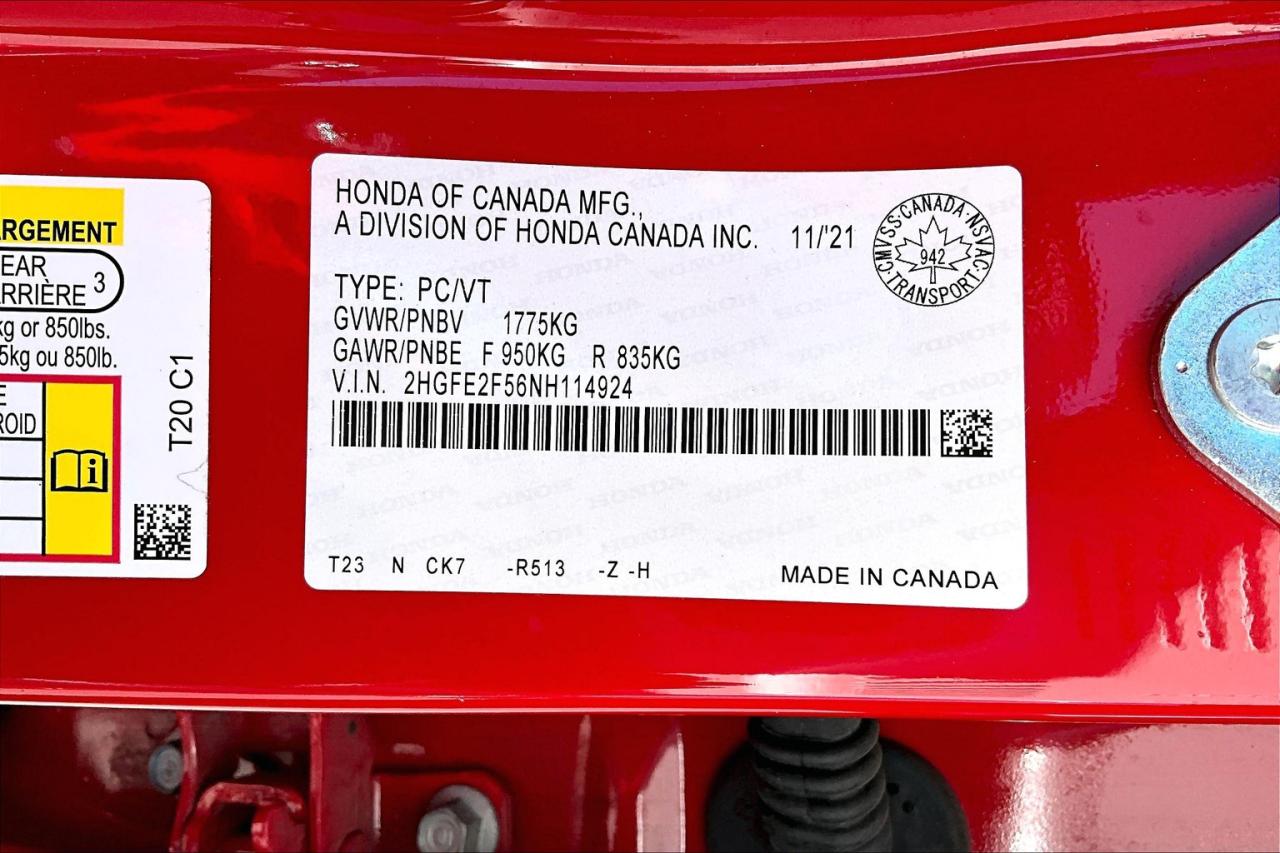 ARGEMENT
EAR
ARRIÈRE 3
kg or 850lbs.
5kg ou 850lb.
E
ROID
T20 C1
HONDA OF CANADA MFG.,
A DIVISION OF HONDA CANADA INC. 11/'21
TYPE: PC/VT
GVWR/PNBV 1775KG
GAWR/PNBE F 950KG R 835KG
V.I.N. 2HGFE2F56NH114924
T23 N CK7 -R513 -Z -H
MADE IN CANADA
CMVSS·CANADA·NSVAC·TRANSPORT·
942